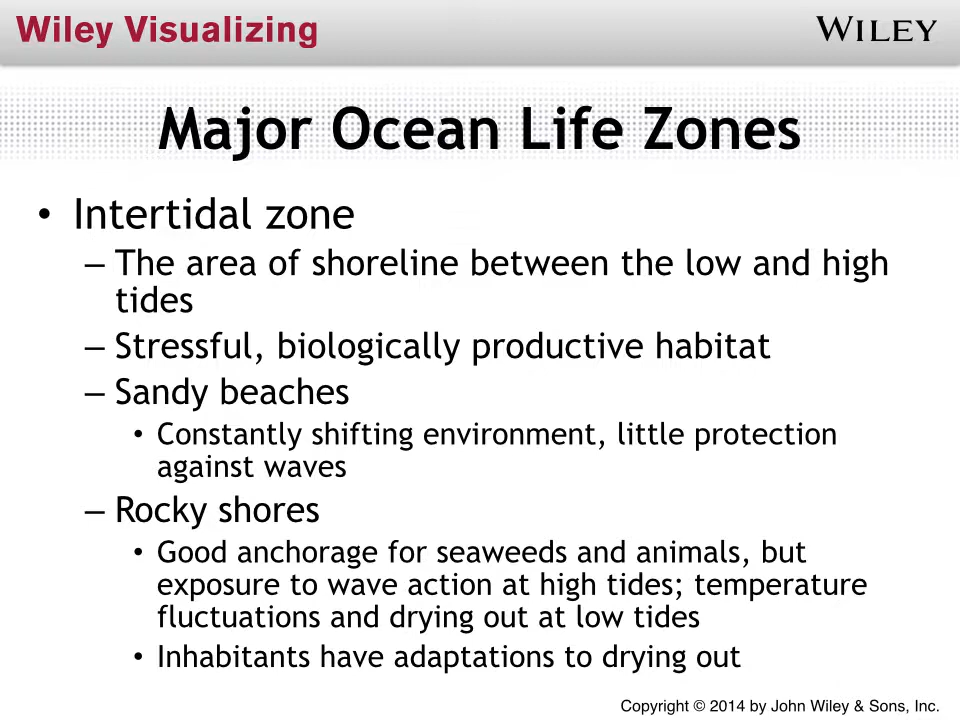 Wiley Visualizing
WILEY
Major Ocean Life Zones
• Intertidal zone
– The area of shoreline between the low and high
tides
– Stressful, biologically productive habitat
– Sandy beaches
• Constantly shifting environment, little protection
against waves
– Rocky shores
• Good anchorage for seaweeds and animals, but
exposure to wave action at high tides; temperature
fluctuations and drying out at low tides
• Inhabitants have adaptations to drying out
Copyright © 2014 by John Wiley & Sons, Inc.